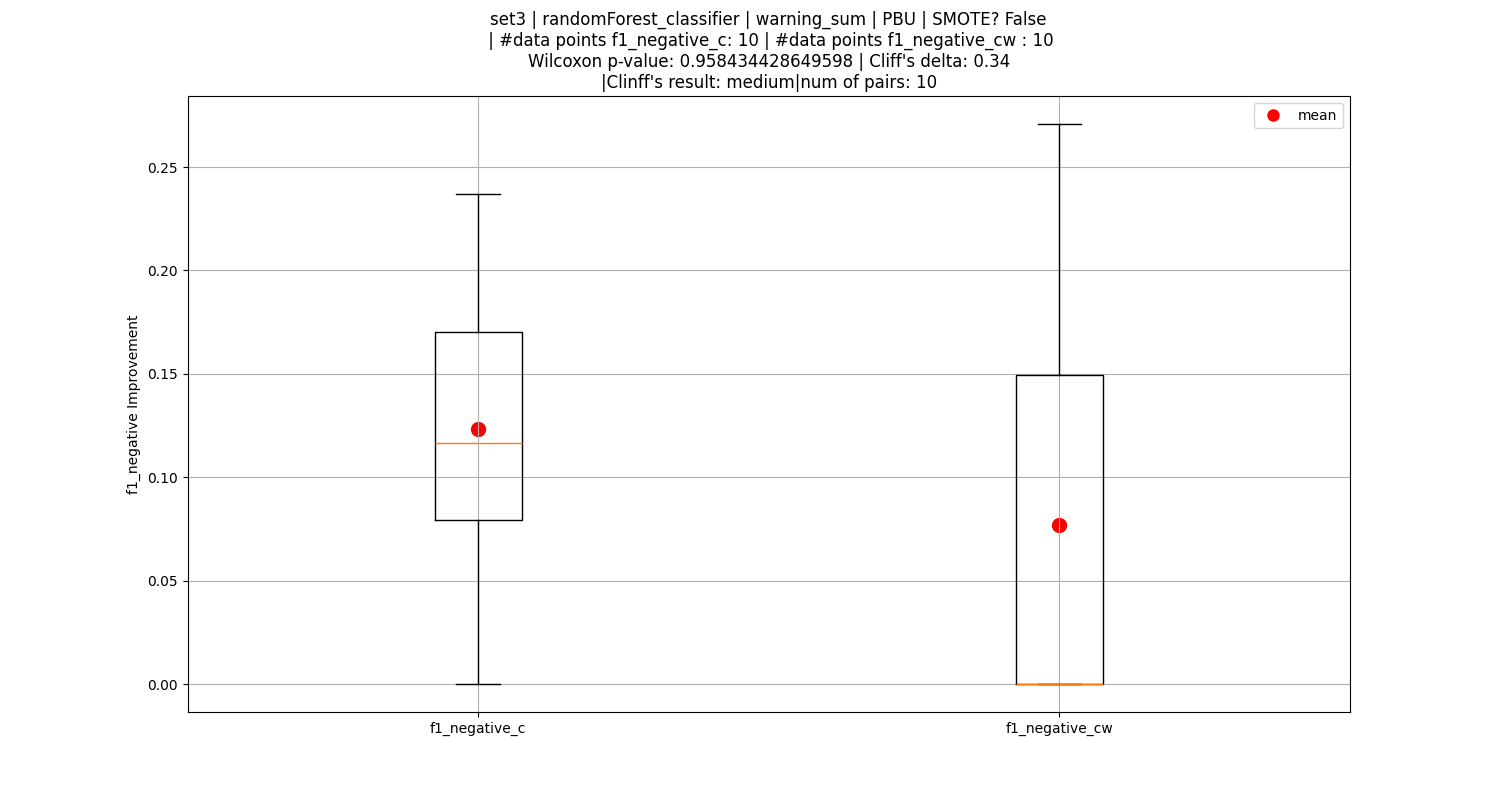 set3 | randomForest_classifier | warning_sum | PBU | SMOTE? False
| #data points f1_negative_c: 10 | #data points f1_negative_cw : 10
Wilcoxon p-value: 0.958434428649598 | Cliff's delta: 0.34
|Clinff's result: medium|num of pairs: 10
mean
0.25
0.20
0.15
0.10
0.05
0.00
f1_negative Improvement
f1_negative_c
f1_negative_cw